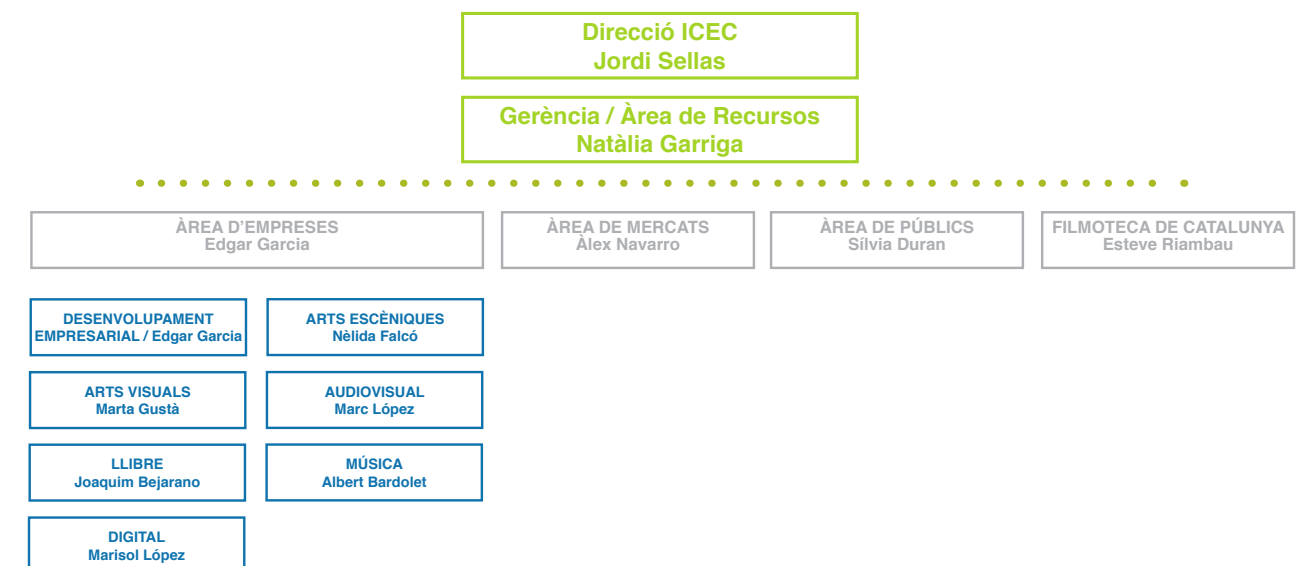 Direcció ICEC
Jordi Sellas
Gerència / Àrea de Recursos
Natàlia Garriga
ÀREA D'EMPRESES
Edgar Garcia
ÀREA DE MERCATS
Àlex Navarro
ÀREA DE PÚBLICS
Sílvia Duran
FILMOTECA DE CATALUNYA
Esteve Riambau
DESENVOLUPAMENT
EMPRESARIAL / Edgar Garcia
ARTS ESCÈNIQUES
Nèlida Falcó
ARTS VISUALS
Marta Gustà
AUDIOVISUAL
Marc López
LLIBRE
Joaquim Bejarano
MÚSICA
Albert Bardolet
DIGITAL
Marisol López